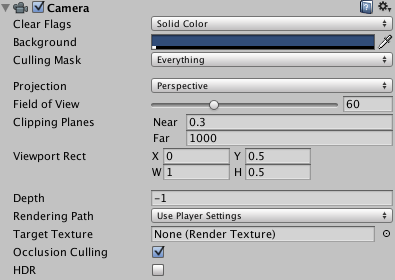 Camera
Clear Flags Solid Color
Background
Culling Mask Everything
Projection Perspective
Field of View 60
Clipping Planes Near 0.3
Far 1000
Viewport Rect X 0 Y 0.5
W 1 H 0.5
Depth -1
Rendering Path Use Player Settings
Target Texture None (Render Texture)
Occlusion Culling
HDR